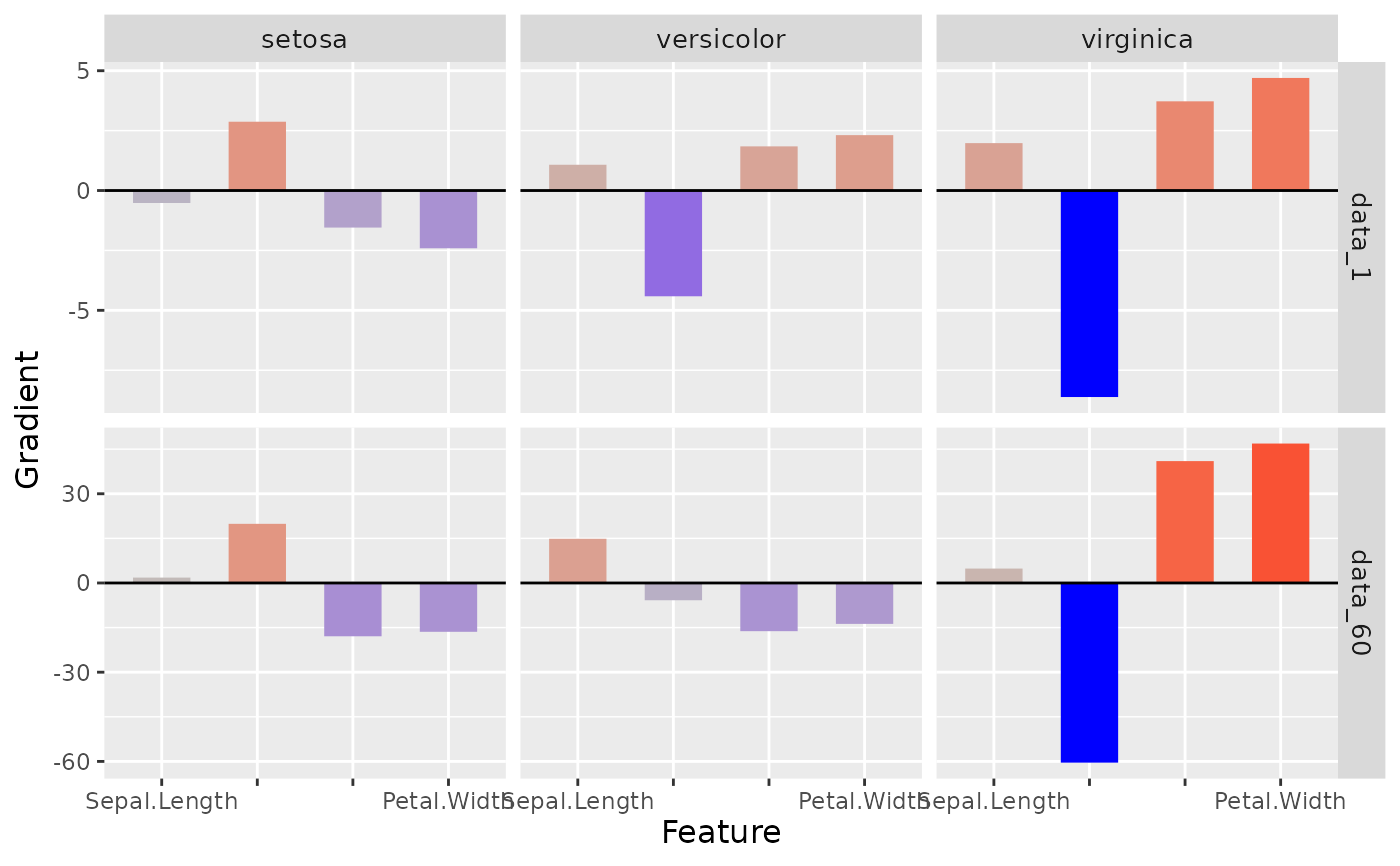 setosa versicolor virginica
5
0
-5
data_1
Gradient
30
0
-30
-60
data_60
Sepal.Length Petal.Width Sepal.Length Petal.Width Sepal.Length Petal.Width
Feature